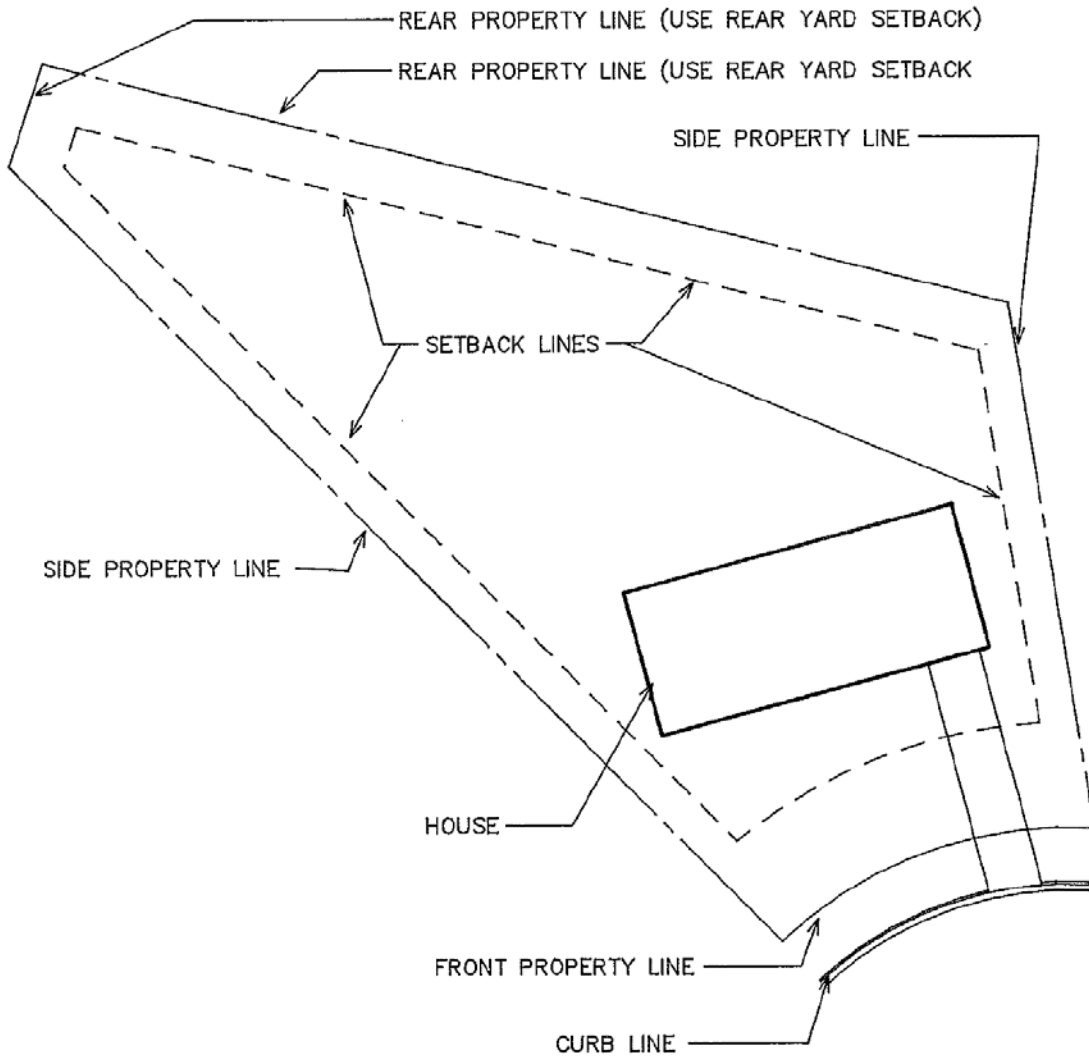 REAR PROPERTY LINE (USE REAR YARD SETBACK)
REAR PROPERTY LINE (USE REAR YARD SETBACK
SIDE PROPERTY LINE
SETBACK LINES
SIDE PROPERTY LINE
HOUSE
FRONT PROPERTY LINE
CURB LINE